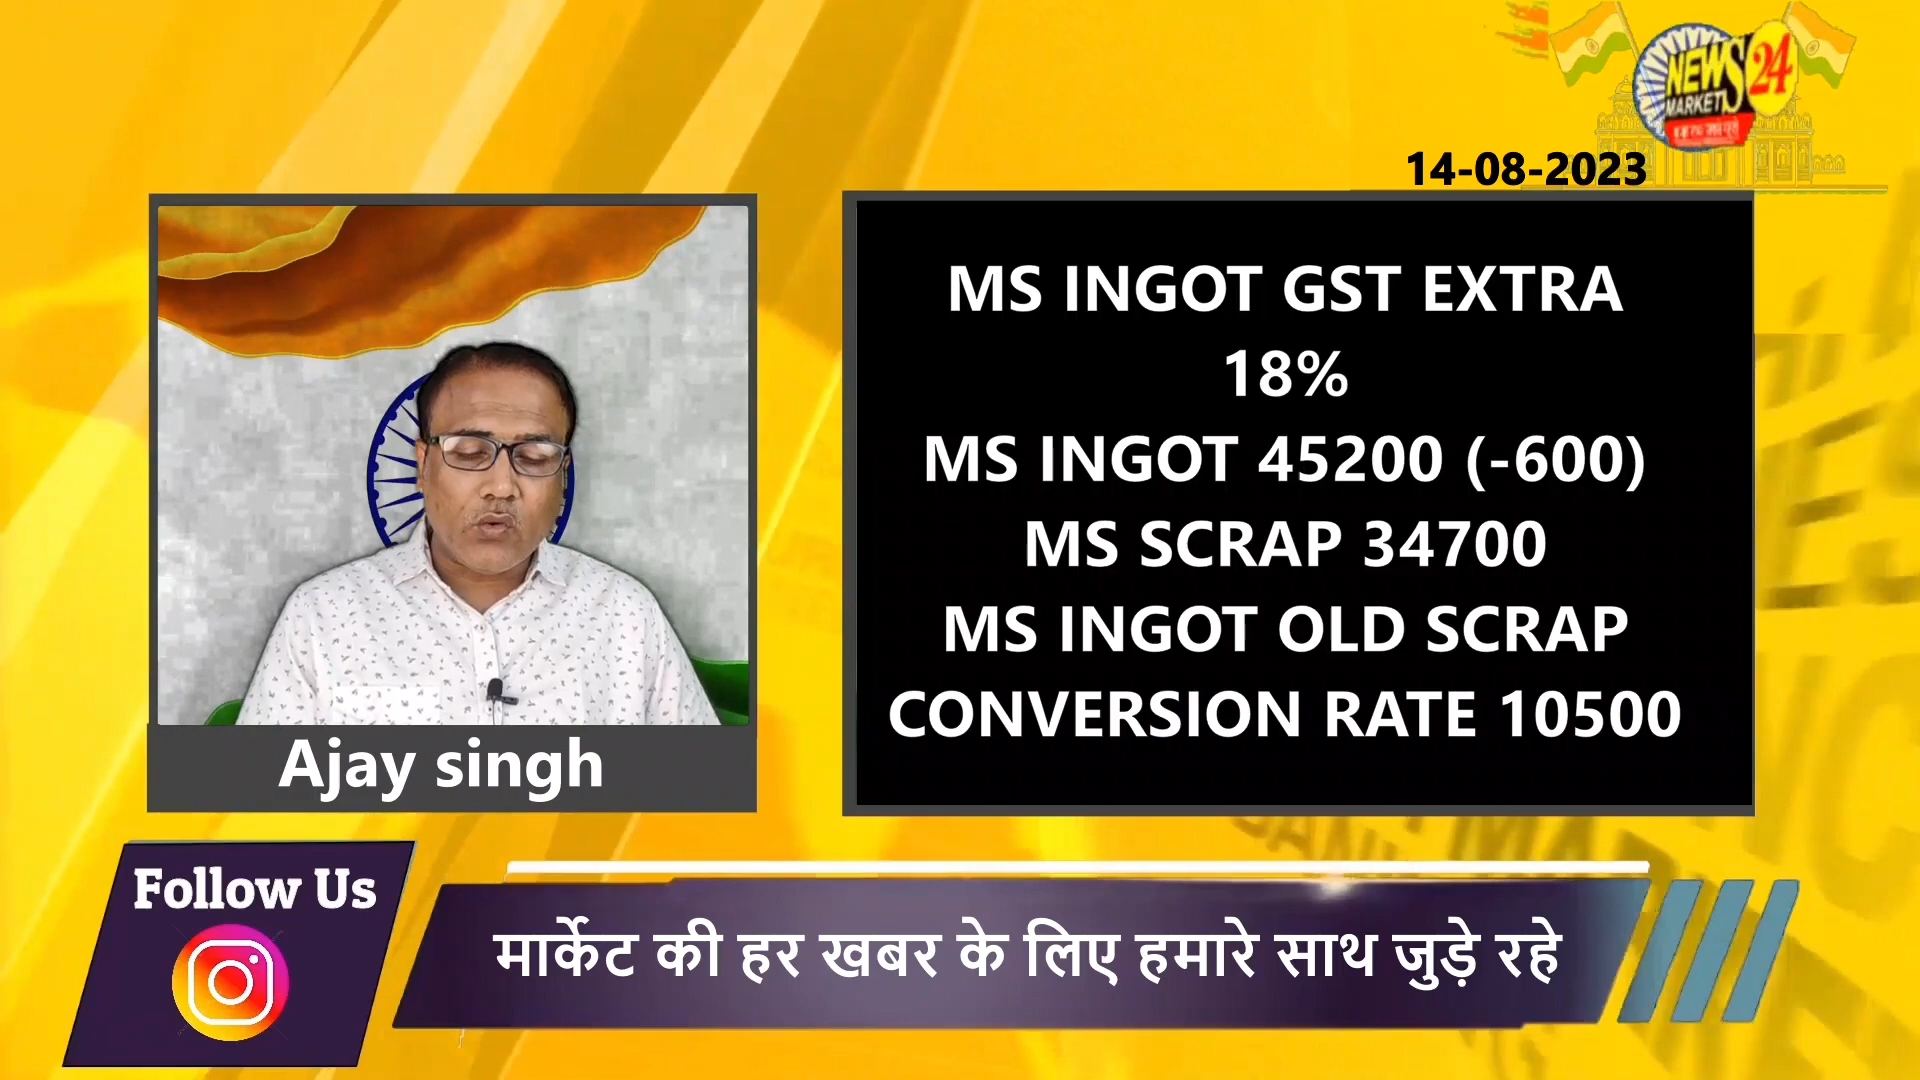 NEWS 24
MARKET
14-08-2023
MS INGOT GST EXTRA
18%
MS INGOT 45200 (-600)
MS SCRAP 34700
MS INGOT OLD SCRAP
CONVERSION RATE 10500
Ajay singh
Follow Us
मार्केट की हर खबर के लिए हमारे साथ जुड़े रहे